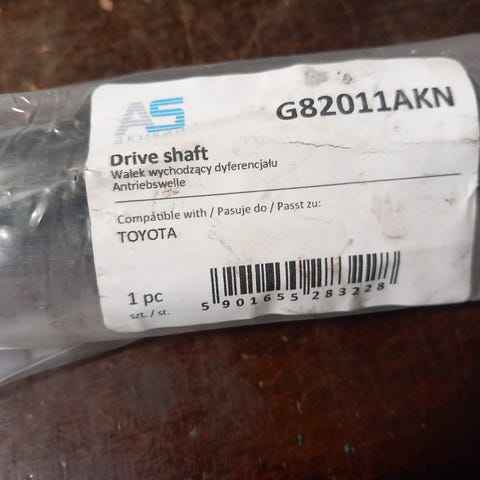 AS
G82011AKN
Drive shaft
Wałek wychodzący dyferencjału
Antriebswelle
Compatible with / Pasuje do / Passt zu:
TOYOTA
1 pc
szt. / st.
5 901655 283228